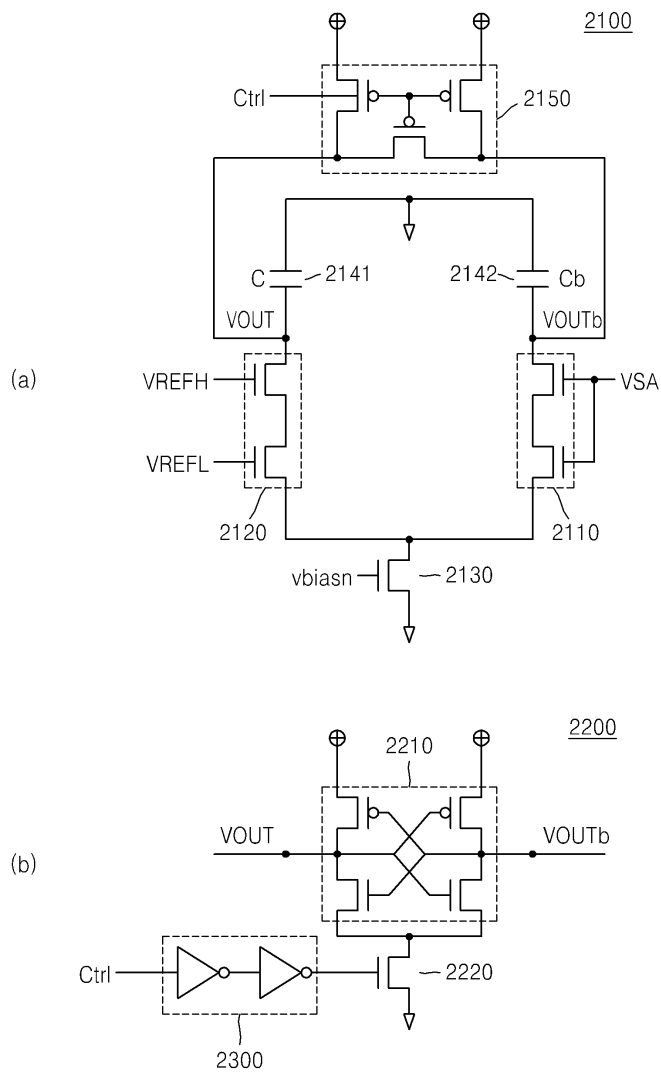 2100
Ctrl
2150
C
2141
2142
Cb
VOUT
VOUTb
(a)
VREFH
VSA
VREFL
2120
2110
vbiasn
2130
2200
2210
VOUT
VOUTb
(b)
Ctrl
2220
2300